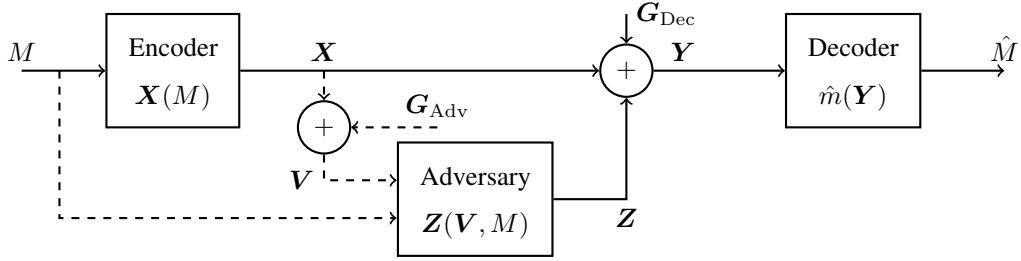 G_Dec
M
Encoder
X(M)
X
+
Y
Decoder
m̂(Y)
M̂
+
G_Adv
V
Adversary
Z(V, M)
Z